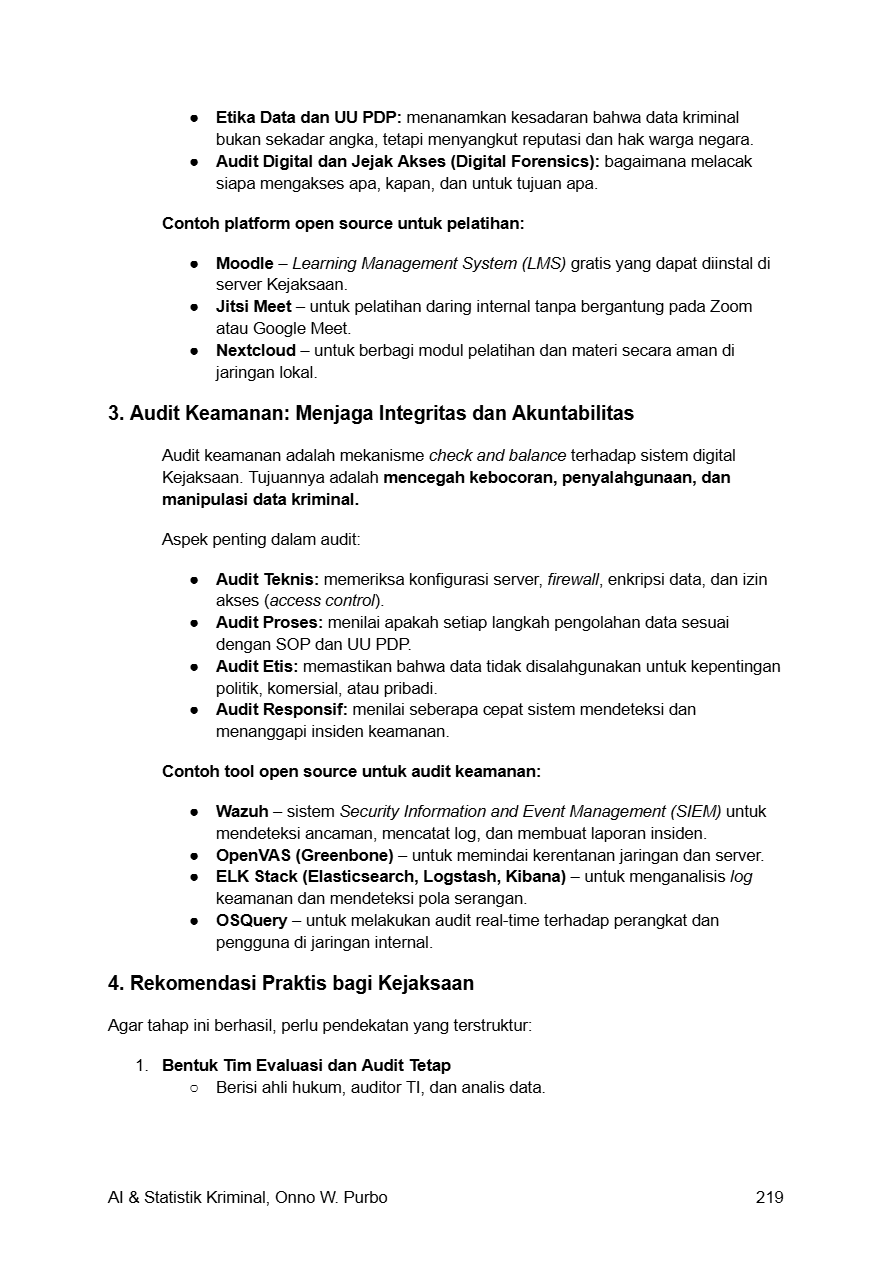 ● Etika Data dan UU PDP: menanamkan kesadaran bahwa data kriminal
bukan sekadar angka, tetapi menyangkut reputasi dan hak warga negara.
● Audit Digital dan Jejak Akses (Digital Forensics): bagaimana melacak
siapa mengakses apa, kapan, dan untuk tujuan apa.
Contoh platform open source untuk pelatihan:
● Moodle – Learning Management System (LMS) gratis yang dapat diinstal di
server Kejaksaan.
● Jitsi Meet – untuk pelatihan daring internal tanpa bergantung pada Zoom
atau Google Meet.
● Nextcloud – untuk berbagi modul pelatihan dan materi secara aman di
jaringan lokal.
3. Audit Keamanan: Menjaga Integritas dan Akuntabilitas
Audit keamanan adalah mekanisme check and balance terhadap sistem digital
Kejaksaan. Tujuannya adalah mencegah kebocoran, penyalahgunaan, dan
manipulasi data kriminal.
Aspek penting dalam audit:
● Audit Teknis: memeriksa konfigurasi server, firewall, enkripsi data, dan izin
akses (access control).
● Audit Proses: menilai apakah setiap langkah pengolahan data sesuai
dengan SOP dan UU PDP.
● Audit Etis: memastikan bahwa data tidak disalahgunakan untuk kepentingan
politik, komersial, atau pribadi.
● Audit Responsif: menilai seberapa cepat sistem mendeteksi dan
menanggapi insiden keamanan.
Contoh tool open source untuk audit keamanan:
● Wazuh – sistem Security Information and Event Management (SIEM) untuk
mendeteksi ancaman, mencatat log, dan membuat laporan insiden.
● OpenVAS (Greenbone) – untuk memindai kerentanan jaringan dan server.
● ELK Stack (Elasticsearch, Logstash, Kibana) – untuk menganalisis log
keamanan dan mendeteksi pola serangan.
● OSQuery – untuk melakukan audit real-time terhadap perangkat dan
pengguna di jaringan internal.
4. Rekomendasi Praktis bagi Kejaksaan
Agar tahap ini berhasil, perlu pendekatan yang terstruktur:
1. Bentuk Tim Evaluasi dan Audit Tetap
○ Berisi ahli hukum, auditor TI, dan analis data.
AI & Statistik Kriminal, Onno W. Purbo 219